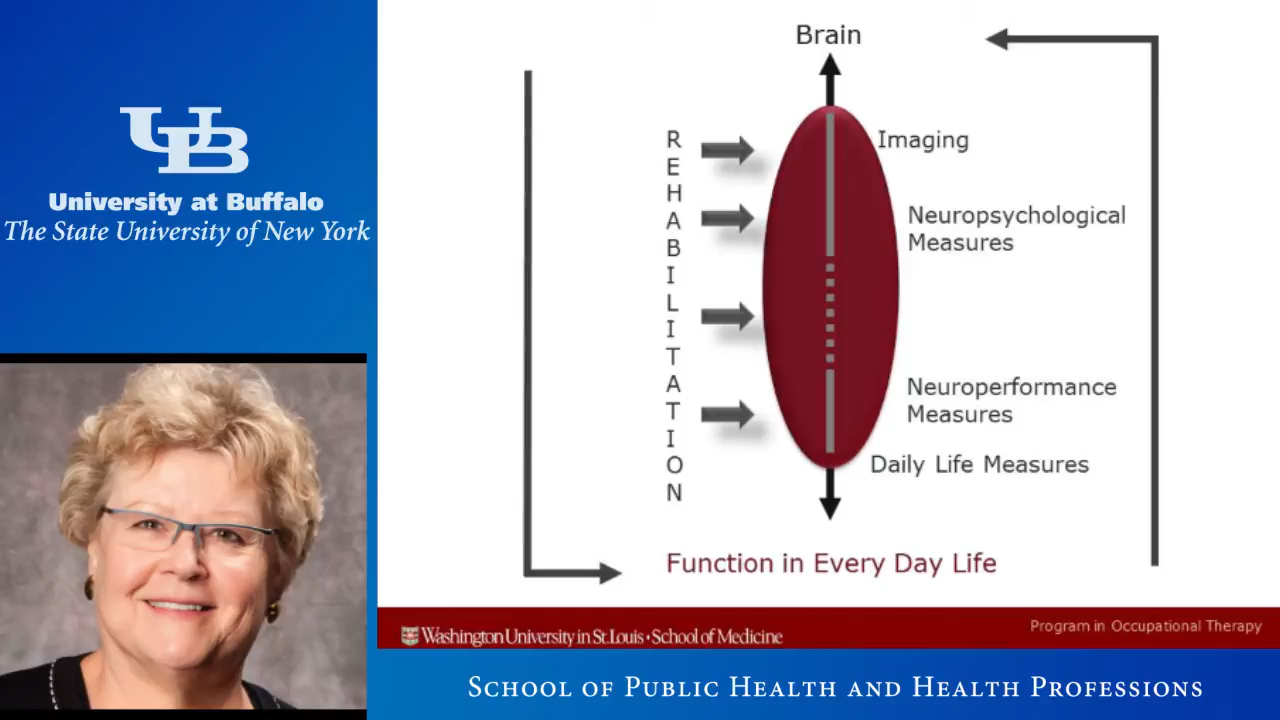 UB
University at Buffalo
The State University of New York
Brain
REHABILITATION
Imaging
Neuropsychological
Measures
Neuroperformance
Measures
Daily Life Measures
Function in Every Day Life
Washington University in St. Louis • School of Medicine
Program in Occupational Therapy
School of Public Health and Health Professions